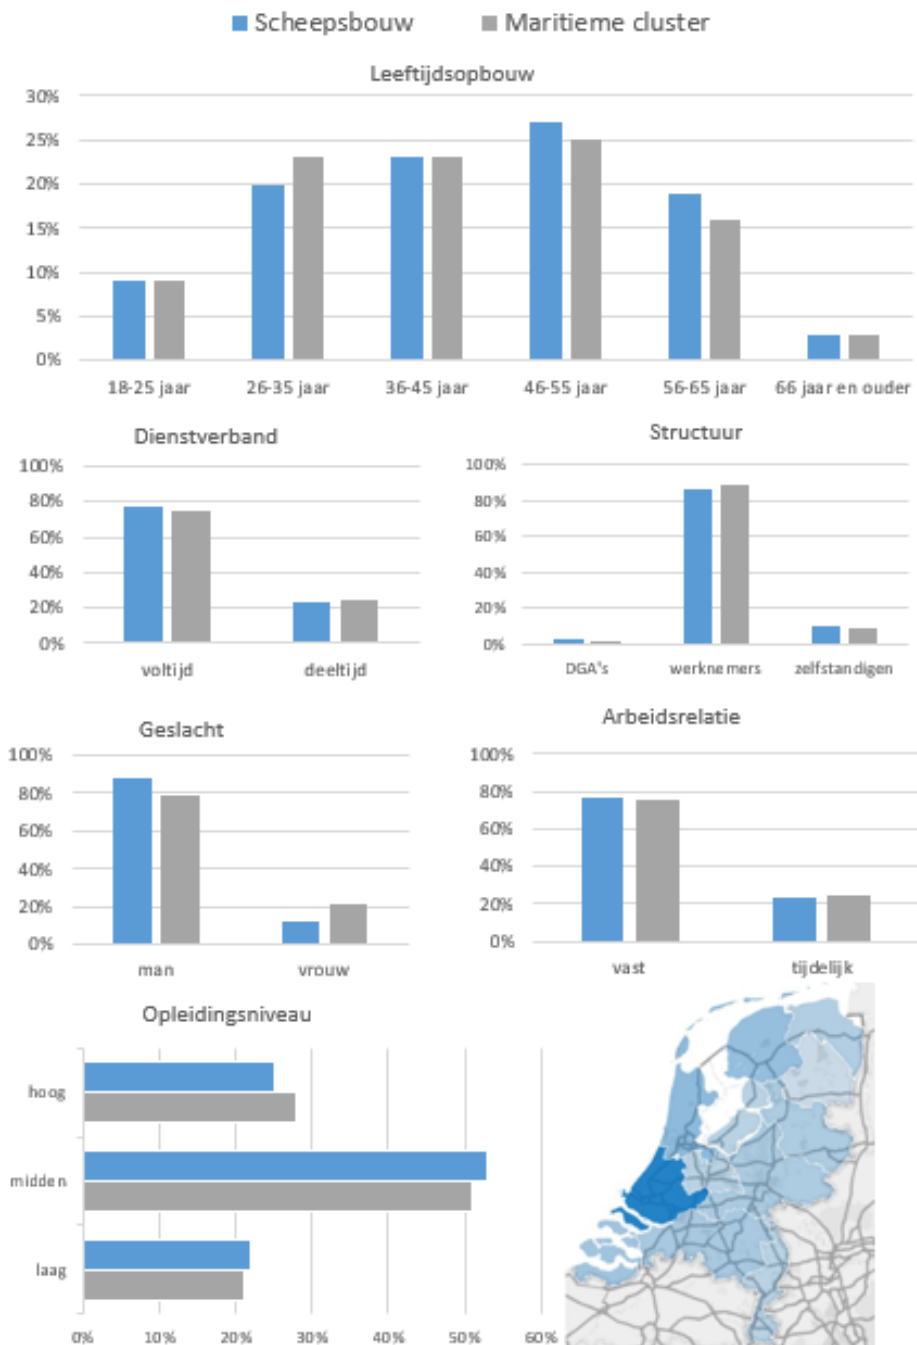 Scheepsbouw Maritieme cluster
Leeftijdsopbouw
30%
25%
20%
15%
10%
5%
0%
18-25 jaar 26-35 jaar 36-45 jaar 46-55 jaar 56-65 jaar 66 jaar en ouder
Dienstverband
100%
80%
60%
40%
20%
0%
voltijd deeltijd
Structuur
100%
80%
60%
40%
20%
0%
DGA's werknemers zelfstandigen
Geslacht
100%
80%
60%
40%
20%
0%
man vrouw
Arbeidsrelatie
100%
80%
60%
40%
20%
0%
vast tijdelijk
Opleidingsniveau
hoog
midden
laag
0% 10% 20% 30% 40% 50% 60%